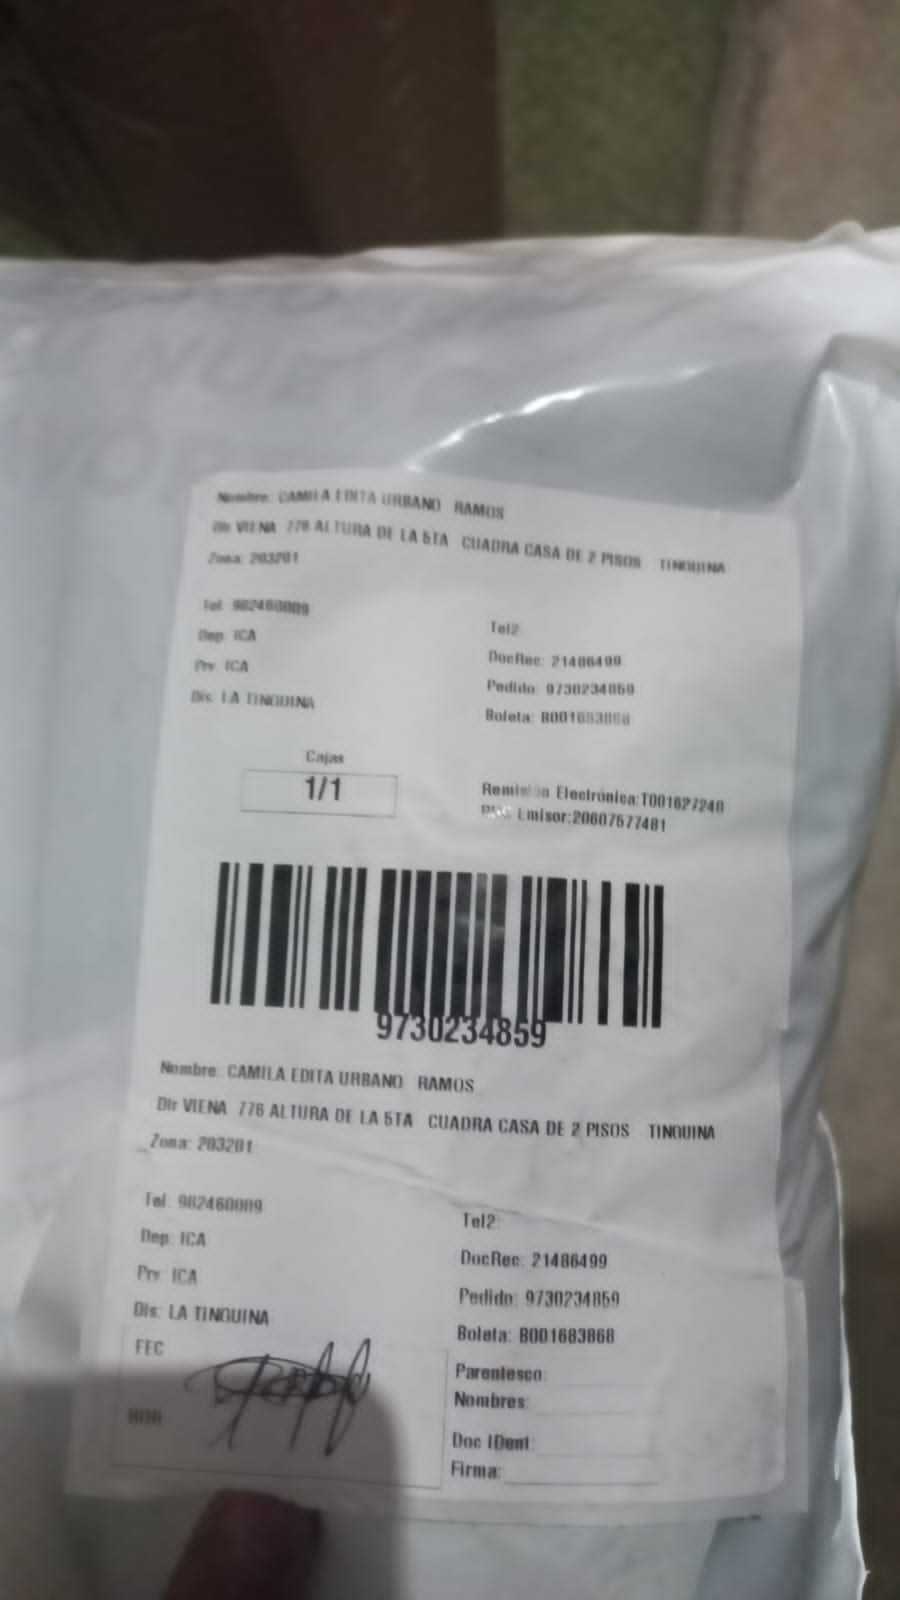 Nombre: CAMILA EDITA URBANO RAMOS
Dir VIENA 776 ALTURA DE LA 5TA CUADRA CASA DE 2 PISOS TINGUINA
Zona: 203201
Tel: 982460009
Dep: ICA
Prv: ICA
Dis: LA TINGUINA
Tel2:
DocRec: 21486499
Pedido: 9730234859
Boleta: B001683868
Cajas
1/1
Remisión Electrónica:T001627240
RUC Emisor:20607577481
9730234859
Nombre: CAMILA EDITA URBANO RAMOS
Dir VIENA 776 ALTURA DE LA 5TA CUADRA CASA DE 2 PISOS TINGUINA
Zona: 203201
Tel: 982460009
Dep: ICA
Prv: ICA
Dis: LA TINGUINA
Tel2:
DocRec: 21486499
Pedido: 9730234859
Boleta: B001683868
FEC
Parentesco:
Nombres:
Doc IDent:
Firma: